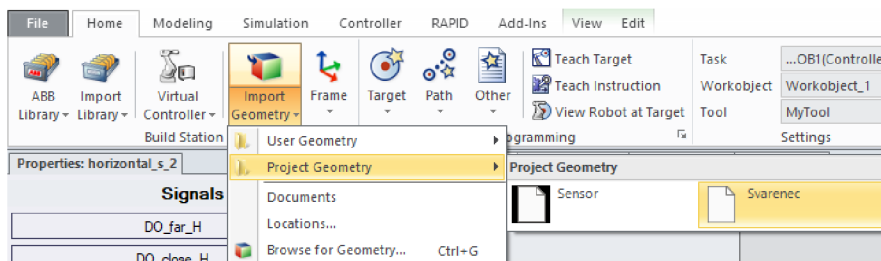 File Home Modeling Simulation Controller RAPID Add-Ins View Edit
ABB Library
Import Library
Virtual Controller
Import Geometry
Frame
Target
Path
Other
Teach Target
Teach Instruction
View Robot at Target
Task ...OB1(Controlle
Workobject Workobject_1
Tool MyTool
Build Station
ogramming
Settings
Properties: horizontal_s_2
User Geometry
Project Geometry
Project Geometry
Signals
Documents
Sensor
Svarenec
DO_far_H
Locations...
DO_close_H
Browse for Geometry... Ctrl+G